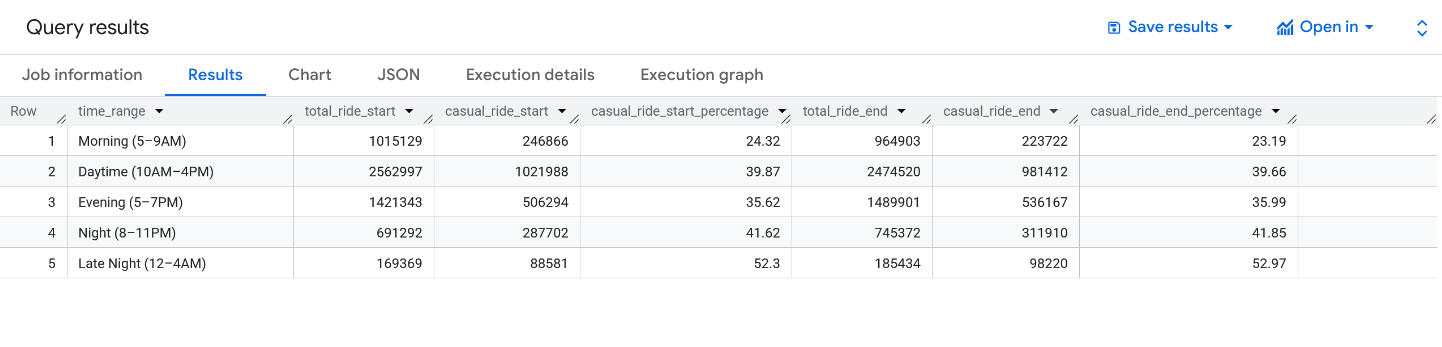 Query results Save results Open in
Job information Results Chart JSON Execution details Execution graph
Row time_range total_ride_start casual_ride_start casual_ride_start_percentage total_ride_end casual_ride_end casual_ride_end_percentage
1 Morning (5–9AM) 1015129 246866 24.32 964903 223722 23.19
2 Daytime (10AM–4PM) 2562997 1021988 39.87 2474520 981412 39.66
3 Evening (5–7PM) 1421343 506294 35.62 1489901 536167 35.99
4 Night (8–11PM) 691292 287702 41.62 745372 311910 41.85
5 Late Night (12–4AM) 169369 88581 52.3 185434 98220 52.97